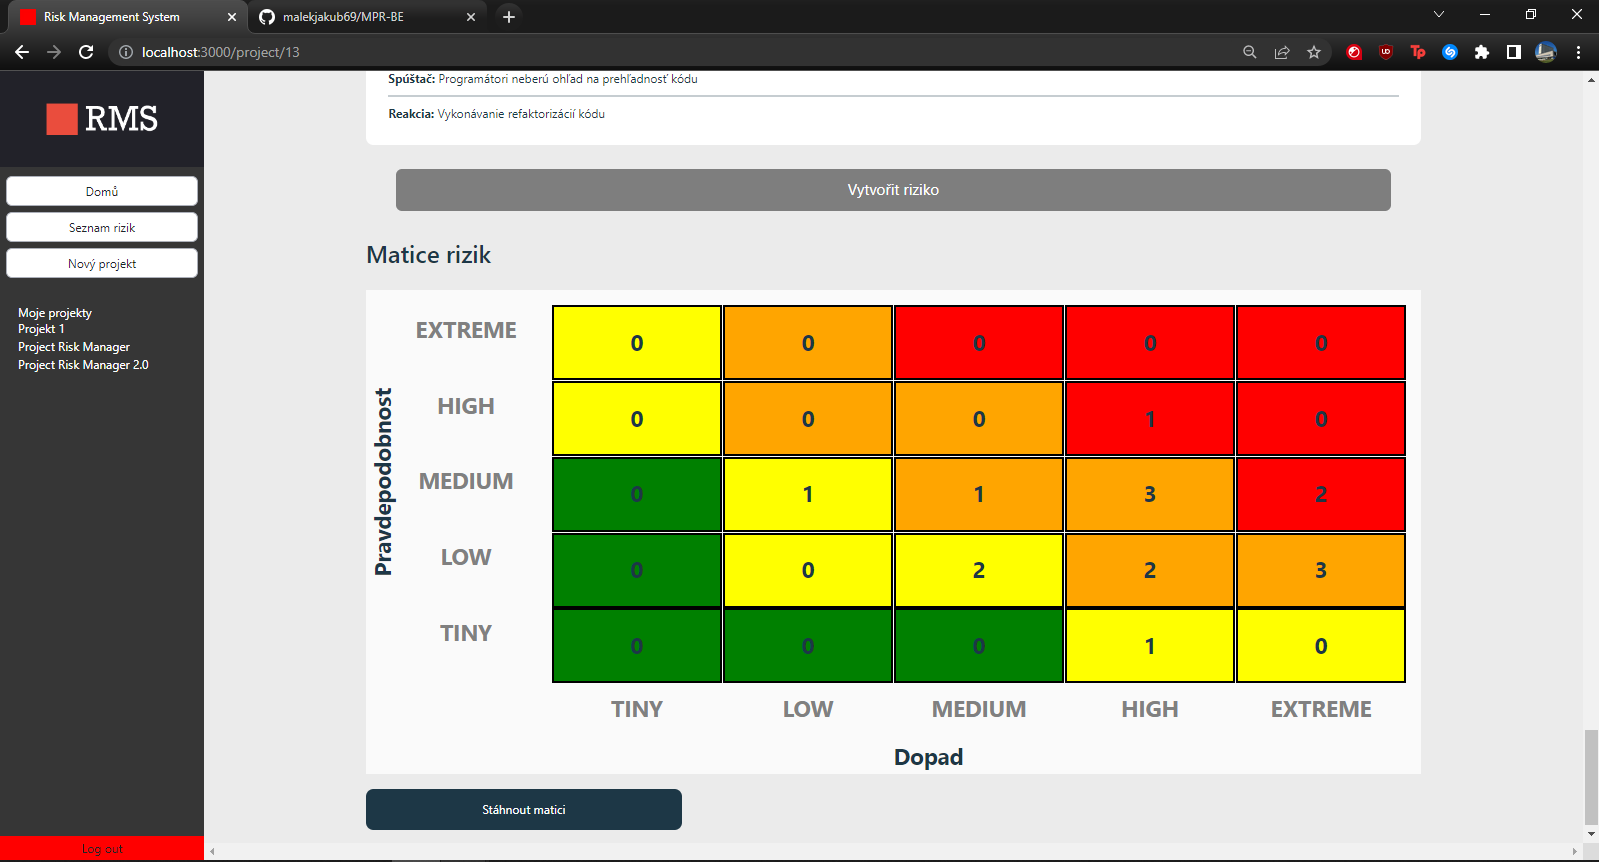 Risk Management System
malekjakub69/MPR-BE
localhost:3000/project/13
RMS
Domů
Seznam rizik
Nový projekt
Moje projekty
Projekt 1
Project Risk Manager
Project Risk Manager 2.0
Log out
Spúštač: Programátori neberú ohľad na prehľadnosť kódu
Reakcia: Vykonávanie refaktorizácií kódu
Vytvořit riziko
Matice rizik
Pravdepodobnost
EXTREME 0 0 0 0 0
HIGH 0 0 0 1 0
MEDIUM 0 1 1 3 2
LOW 0 0 2 2 3
TINY 0 0 0 1 0
TINY LOW MEDIUM HIGH EXTREME
Dopad
Stáhnout matici